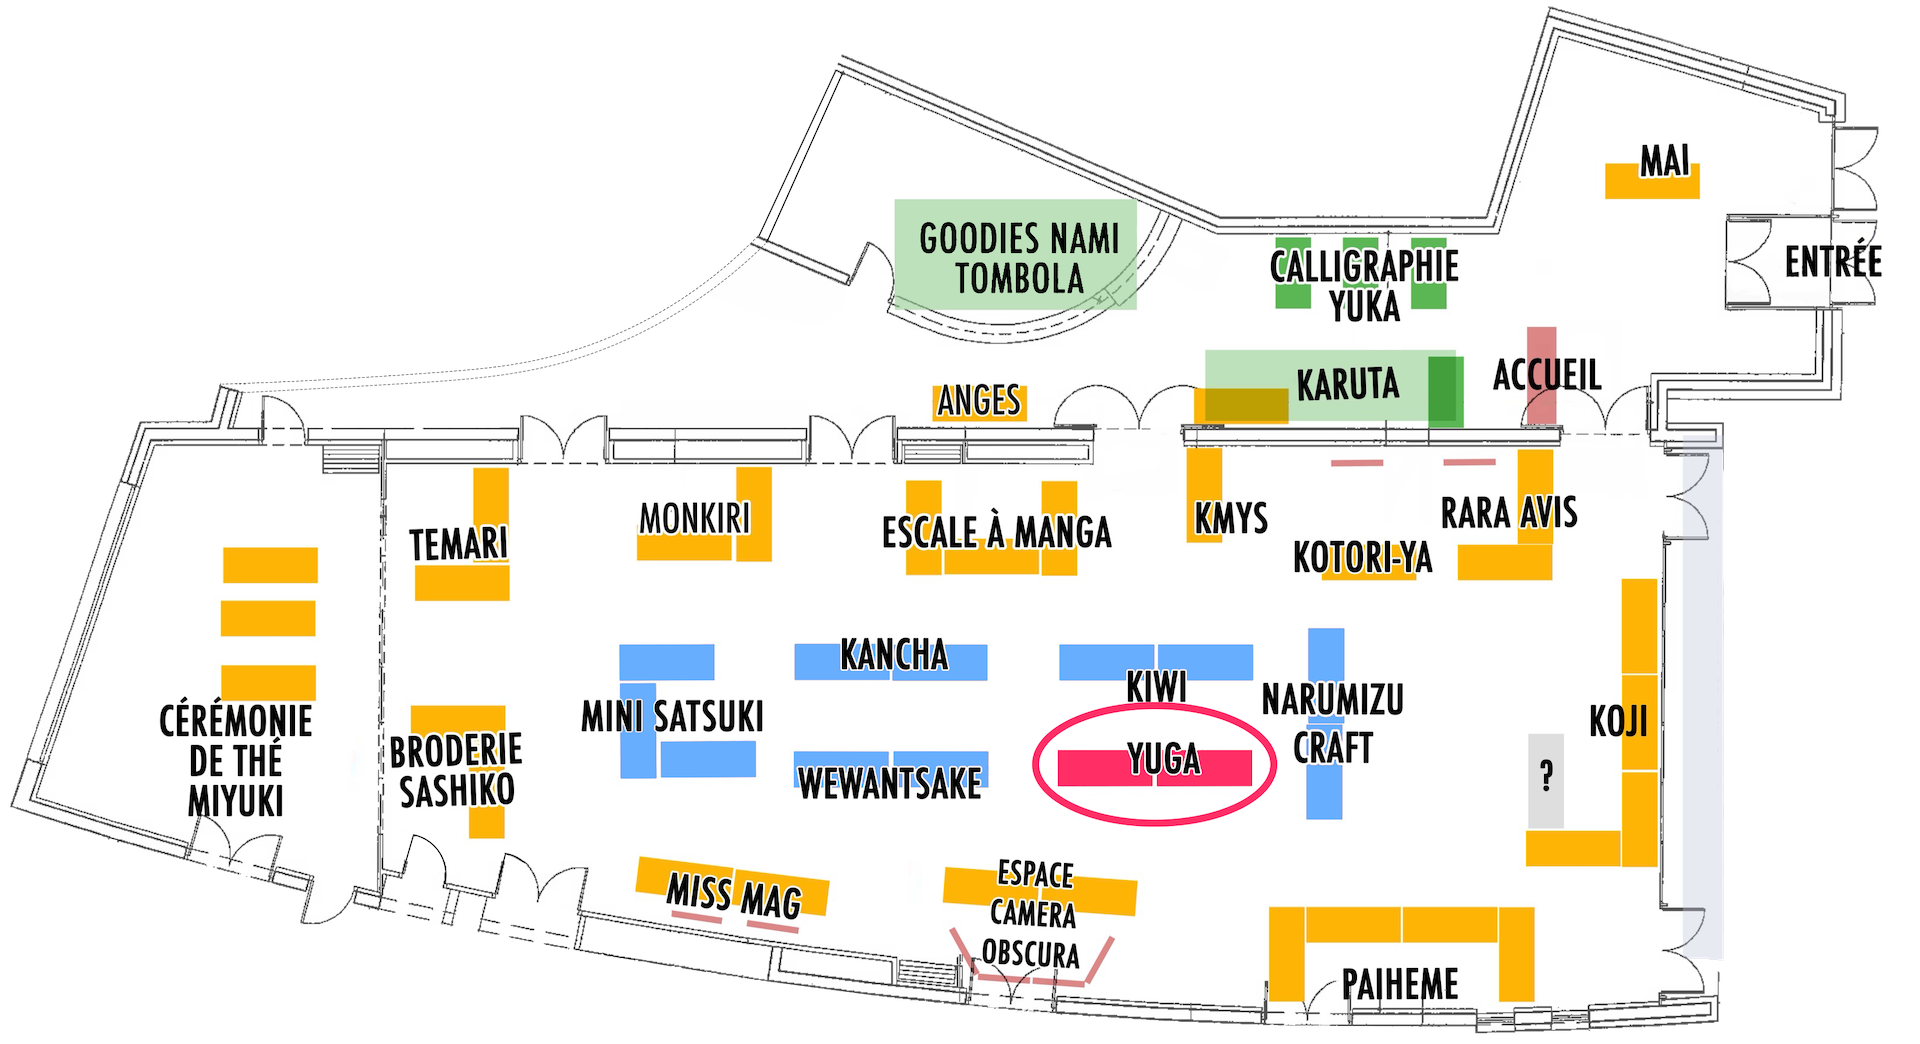 MAI
ENTRÉE
GOODIES NAMI
TOMBOLA
CALLIGRAPHIE
YUKA
KARUTA
ACCUEIL
ANGES
TEMARI
MONKIRI
ESCALE À MANGA
KMYS
KOTORI-YA
RARA AVIS
KANCHA
KIWI
MINI SATSUKI
NARUMIZU
CRAFT
KOJI
CÉRÉMONIE
DE THÉ
MIYUKI
BRODERIE
SASHIKO
WEWANTSAKE
YUGA
?
MISS MAG
ESPACE
CAMERA
OBSCURA
PAIHEME